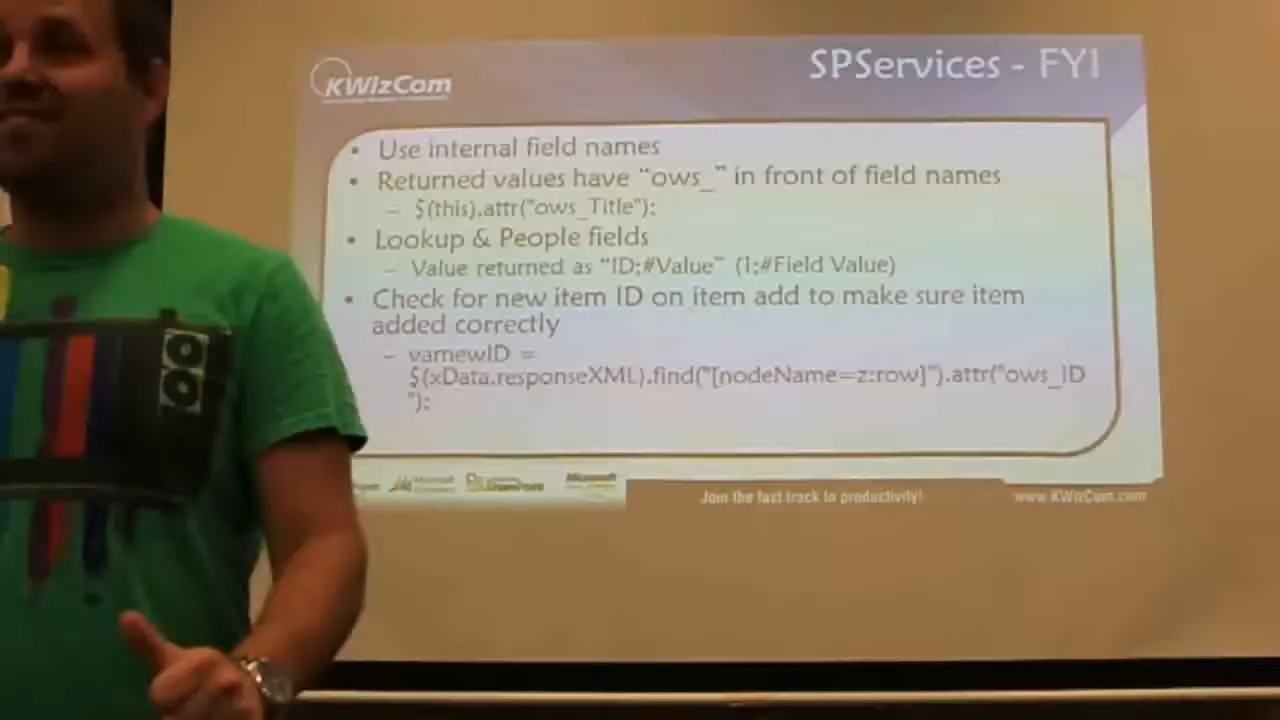 KWizCom
SPServices - FYI
• Use internal field names
• Returned values have "ows_" in front of field names
– $(this).attr("ows_Title");
• Lookup & People fields
– Value returned as "ID;#Value" (1;#Field Value)
• Check for new item ID on item add to make sure item
added correctly
– varnewID =
$(xData.responseXML).find("[nodeName=z:row]").attr("ows_ID
");
Microsoft
Microsoft
Join the fast track to productivity!
www.KWizCom.com